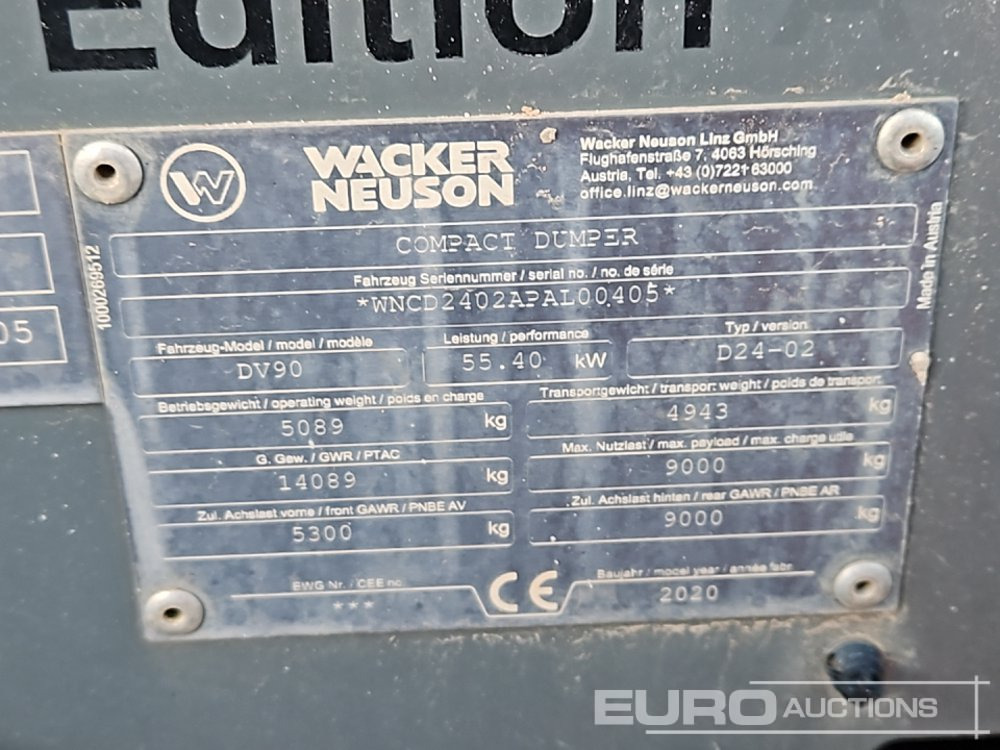 Edition
WACKER
NEUSON
Wacker Neuson Linz GmbH
Flughafenstraße 7, 4063 Hörsching
Austria, Tel. +43 (0)7221 63000
office.linz@wackerneuson.com
COMPACT DUMPER
Fahrzeug Seriennummer / serial no. / no. de série
*WNCD2402APAL00405*
Fahrzeug-Model / model / modèle
DV90
Leistung / performance
55.40 kW
Typ / version
D24-02
Betriebsgewicht / operating weight / poids en charge
5089 kg
Transportgewicht / transport weight / poids de transport
4943 kg
G. Gew. / GWR / PTAC
14089 kg
Max. Nutzlast / max. payload / max. charge utile
9000 kg
Zul. Achslast vorne / front GAWR / PNBE AV
5300 kg
Zul. Achslast hinten / rear GAWR / PNBE AR
9000 kg
EWG Nr. / CEE no.
***
CE
Baujahr / model year / année fabr.
2020
1000269512
Made in Austria
05
EURO AUCTIONS